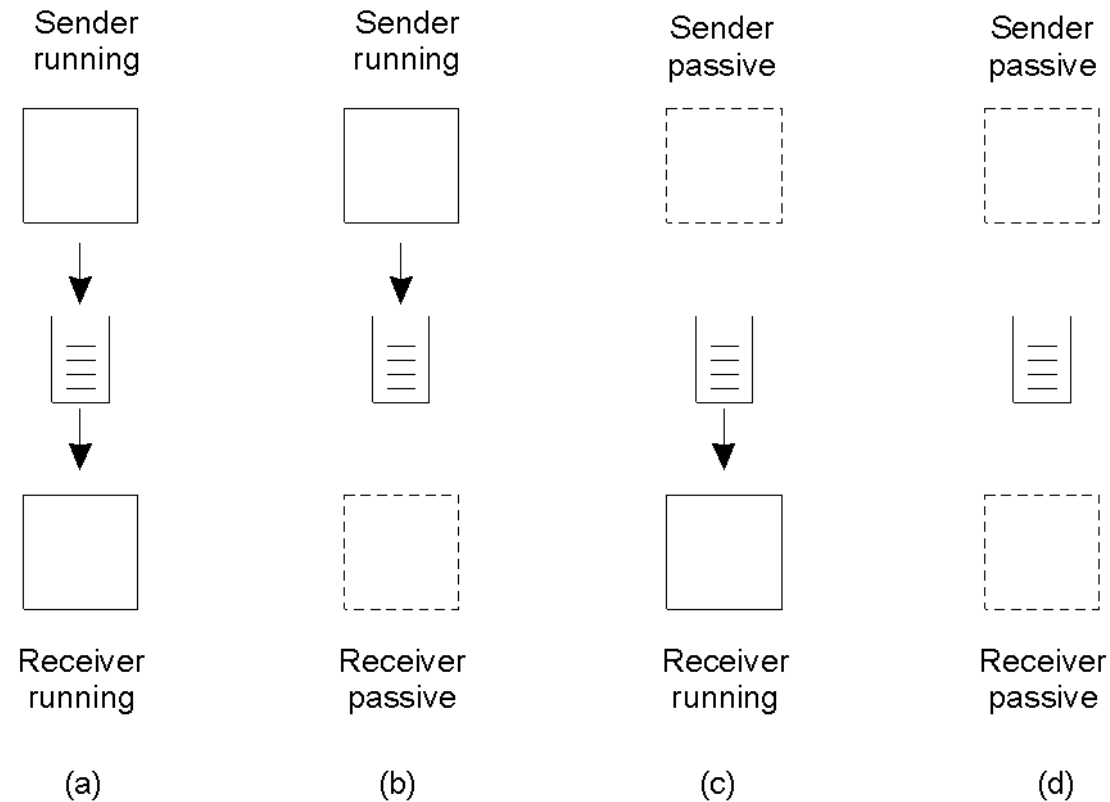 Sender
running
Sender
running
Sender
passive
Sender
passive
Receiver
running
Receiver
passive
Receiver
running
Receiver
passive
(a)
(b)
(c)
(d)